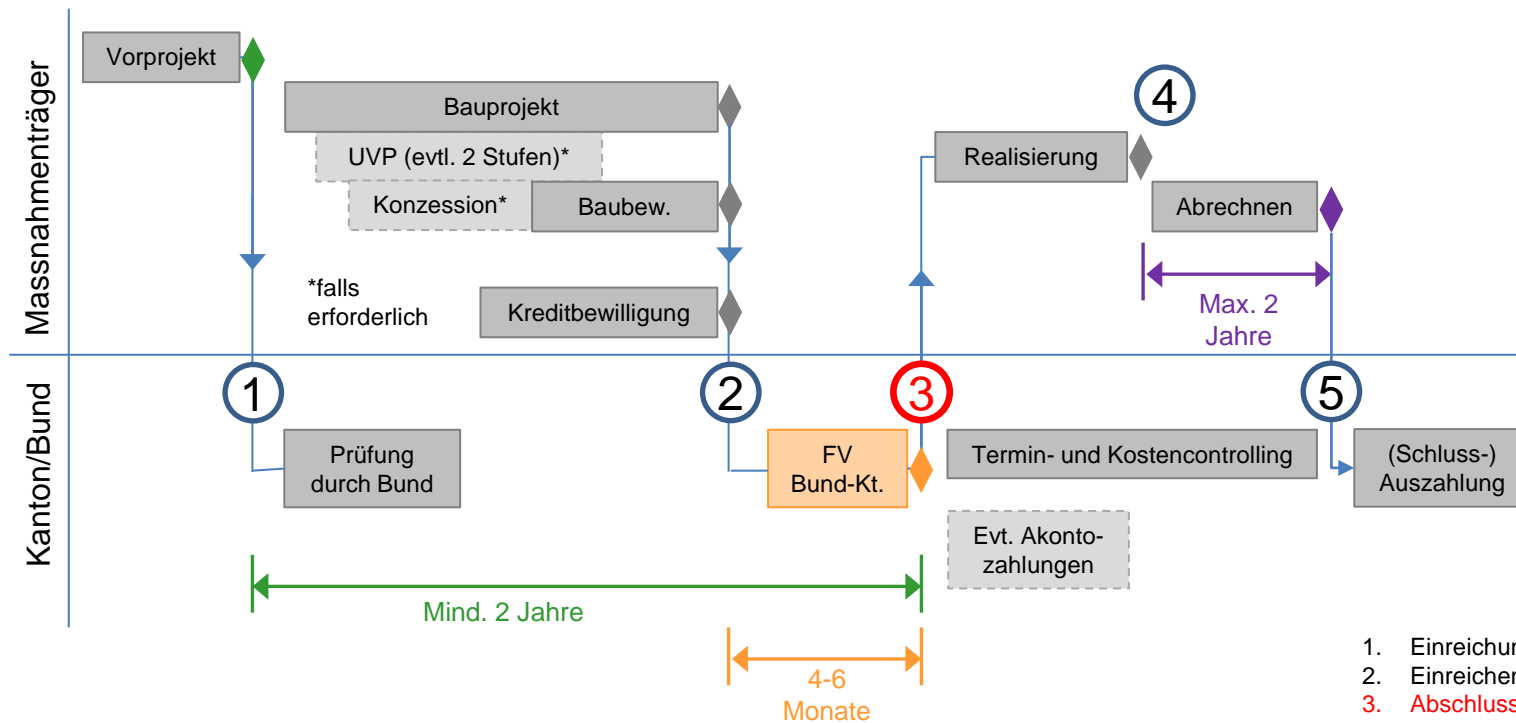 Massnahmenträger
Vorprojekt
Bauprojekt
UVP (evtl. 2 Stufen)*
Konzession*
Baubew.
*falls
erforderlich
Kreditbewilligung
4
Realisierung
Abrechnen
Max. 2
Jahre
Kanton/Bund
1
2
3
5
Prüfung
durch Bund
FV
Bund-Kt.
Termin- und Kostencontrolling
(Schluss-)
Auszahlung
Evt. Akonto-
zahlungen
Mind. 2 Jahre
4-6
Monate
1.
2.
3. Abschluss